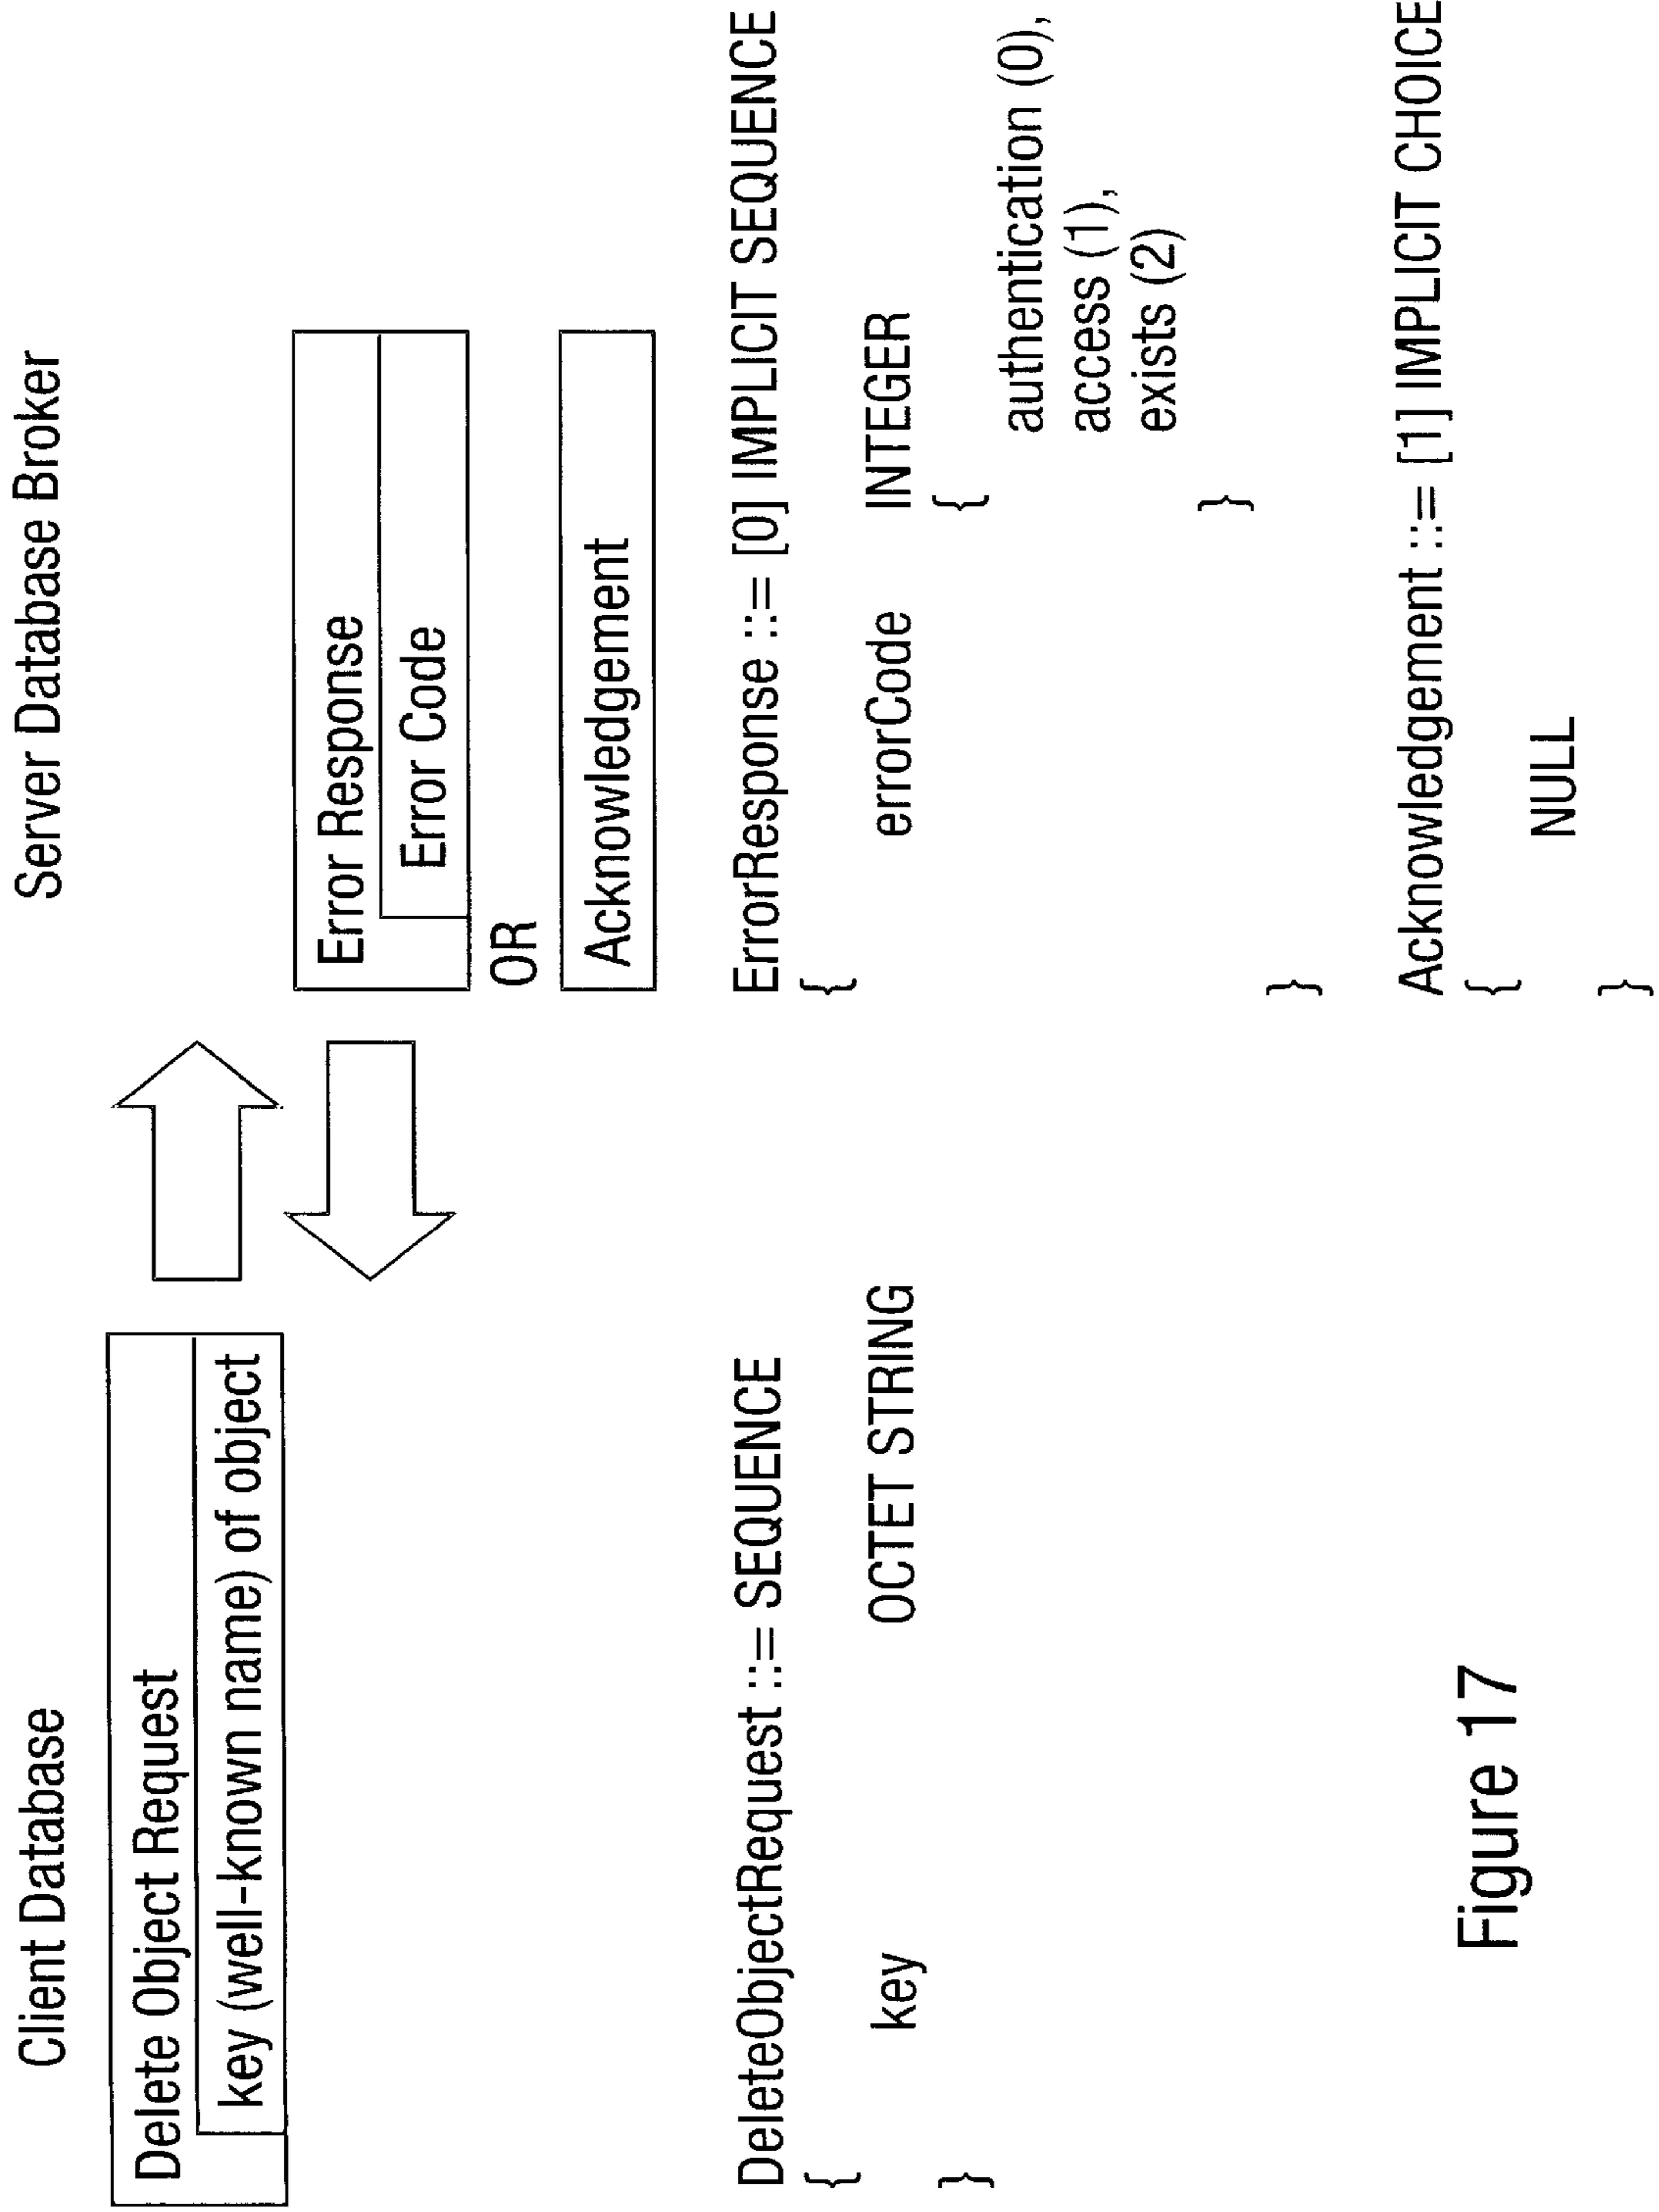 Client Database
Delete Object Request
key (well-known name) of object
DeleteObjectRequest ::= SEQUENCE
{
key OCTET STRING
}
Server Database Broker
Error Response
Error Code
OR
Acknowledgement
ErrorResponse ::= [0] IMPLICIT SEQUENCE
{
errorCode INTEGER
{
authentication (0),
access (1),
exists (2)
}
}
Acknowledgement ::= [1] IMPLICIT CHOICE
{
NULL
}
Figure 17